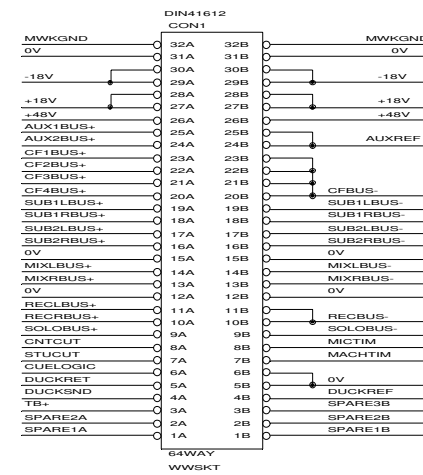 DIN41612
CON1
MWKGND 32A 32B MWKGND
0V 31A 31B 0V
30A 30B
-18V 29A 29B -18V
28A 28B
+18V 27A 27B +18V
+48V 26A 26B +48V
AUX1BUS+ 25A 25B
AUX2BUS+ 24A 24B AUXREF
CF1BUS+ 23A 23B
CF2BUS+ 22A 22B
CF3BUS+ 21A 21B
CF4BUS+ 20A 20B CFBUS-
SUB1LBUS+ 19A 19B SUB1LBUS-
SUB1RBUS+ 18A 18B SUB1RBUS-
SUB2LBUS+ 17A 17B SUB2LBUS-
SUB2RBUS+ 16A 16B SUB2RBUS-
0V 15A 15B 0V
MIXLBUS+ 14A 14B MIXLBUS-
MIXRBUS+ 13A 13B MIXRBUS-
0V 12A 12B 0V
RECLBUS+ 11A 11B
RECRBUS+ 10A 10B RECBUS-
SOLOBUS+ 9A 9B SOLOBUS-
CNTCUT 8A 8B MICTIM
STUCUT 7A 7B MACHTIM
CUELOGIC 6A 6B
DUCKRET 5A 5B 0V
DUCKSND 4A 4B DUCKREF
TB+ 3A 3B SPARE3B
SPARE2A 2A 2B SPARE2B
SPARE1A 1A 1B SPARE1B
64WAY
WWSKT